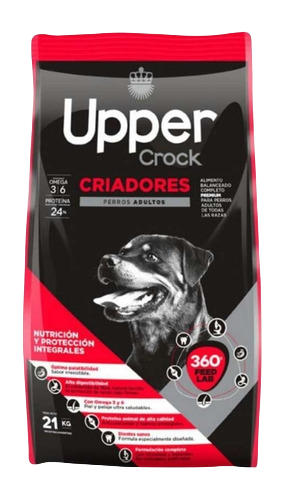 Upper
Crock
CRIADORES
PERROS ADULTOS
OMEGA
3 6
PROTEÍNA
24%
ALIMENTO
BALANCEADO
COMPLETO
PREMIUM
PARA PERROS
ADULTOS
DE TODAS
LAS RAZAS
NUTRICIÓN
Y PROTECCIÓN
INTEGRALES
360°
FEED
LAB
Óptima palatabilidad
Sabor irresistible.
Alta digestibilidad
Con Omega 3 y 6
Piel y pelaje ultra saludables.
Proteína animal de alta calidad
Dientes sanos
Fórmula especialmente diseñada.
Formulación completa
21 KG